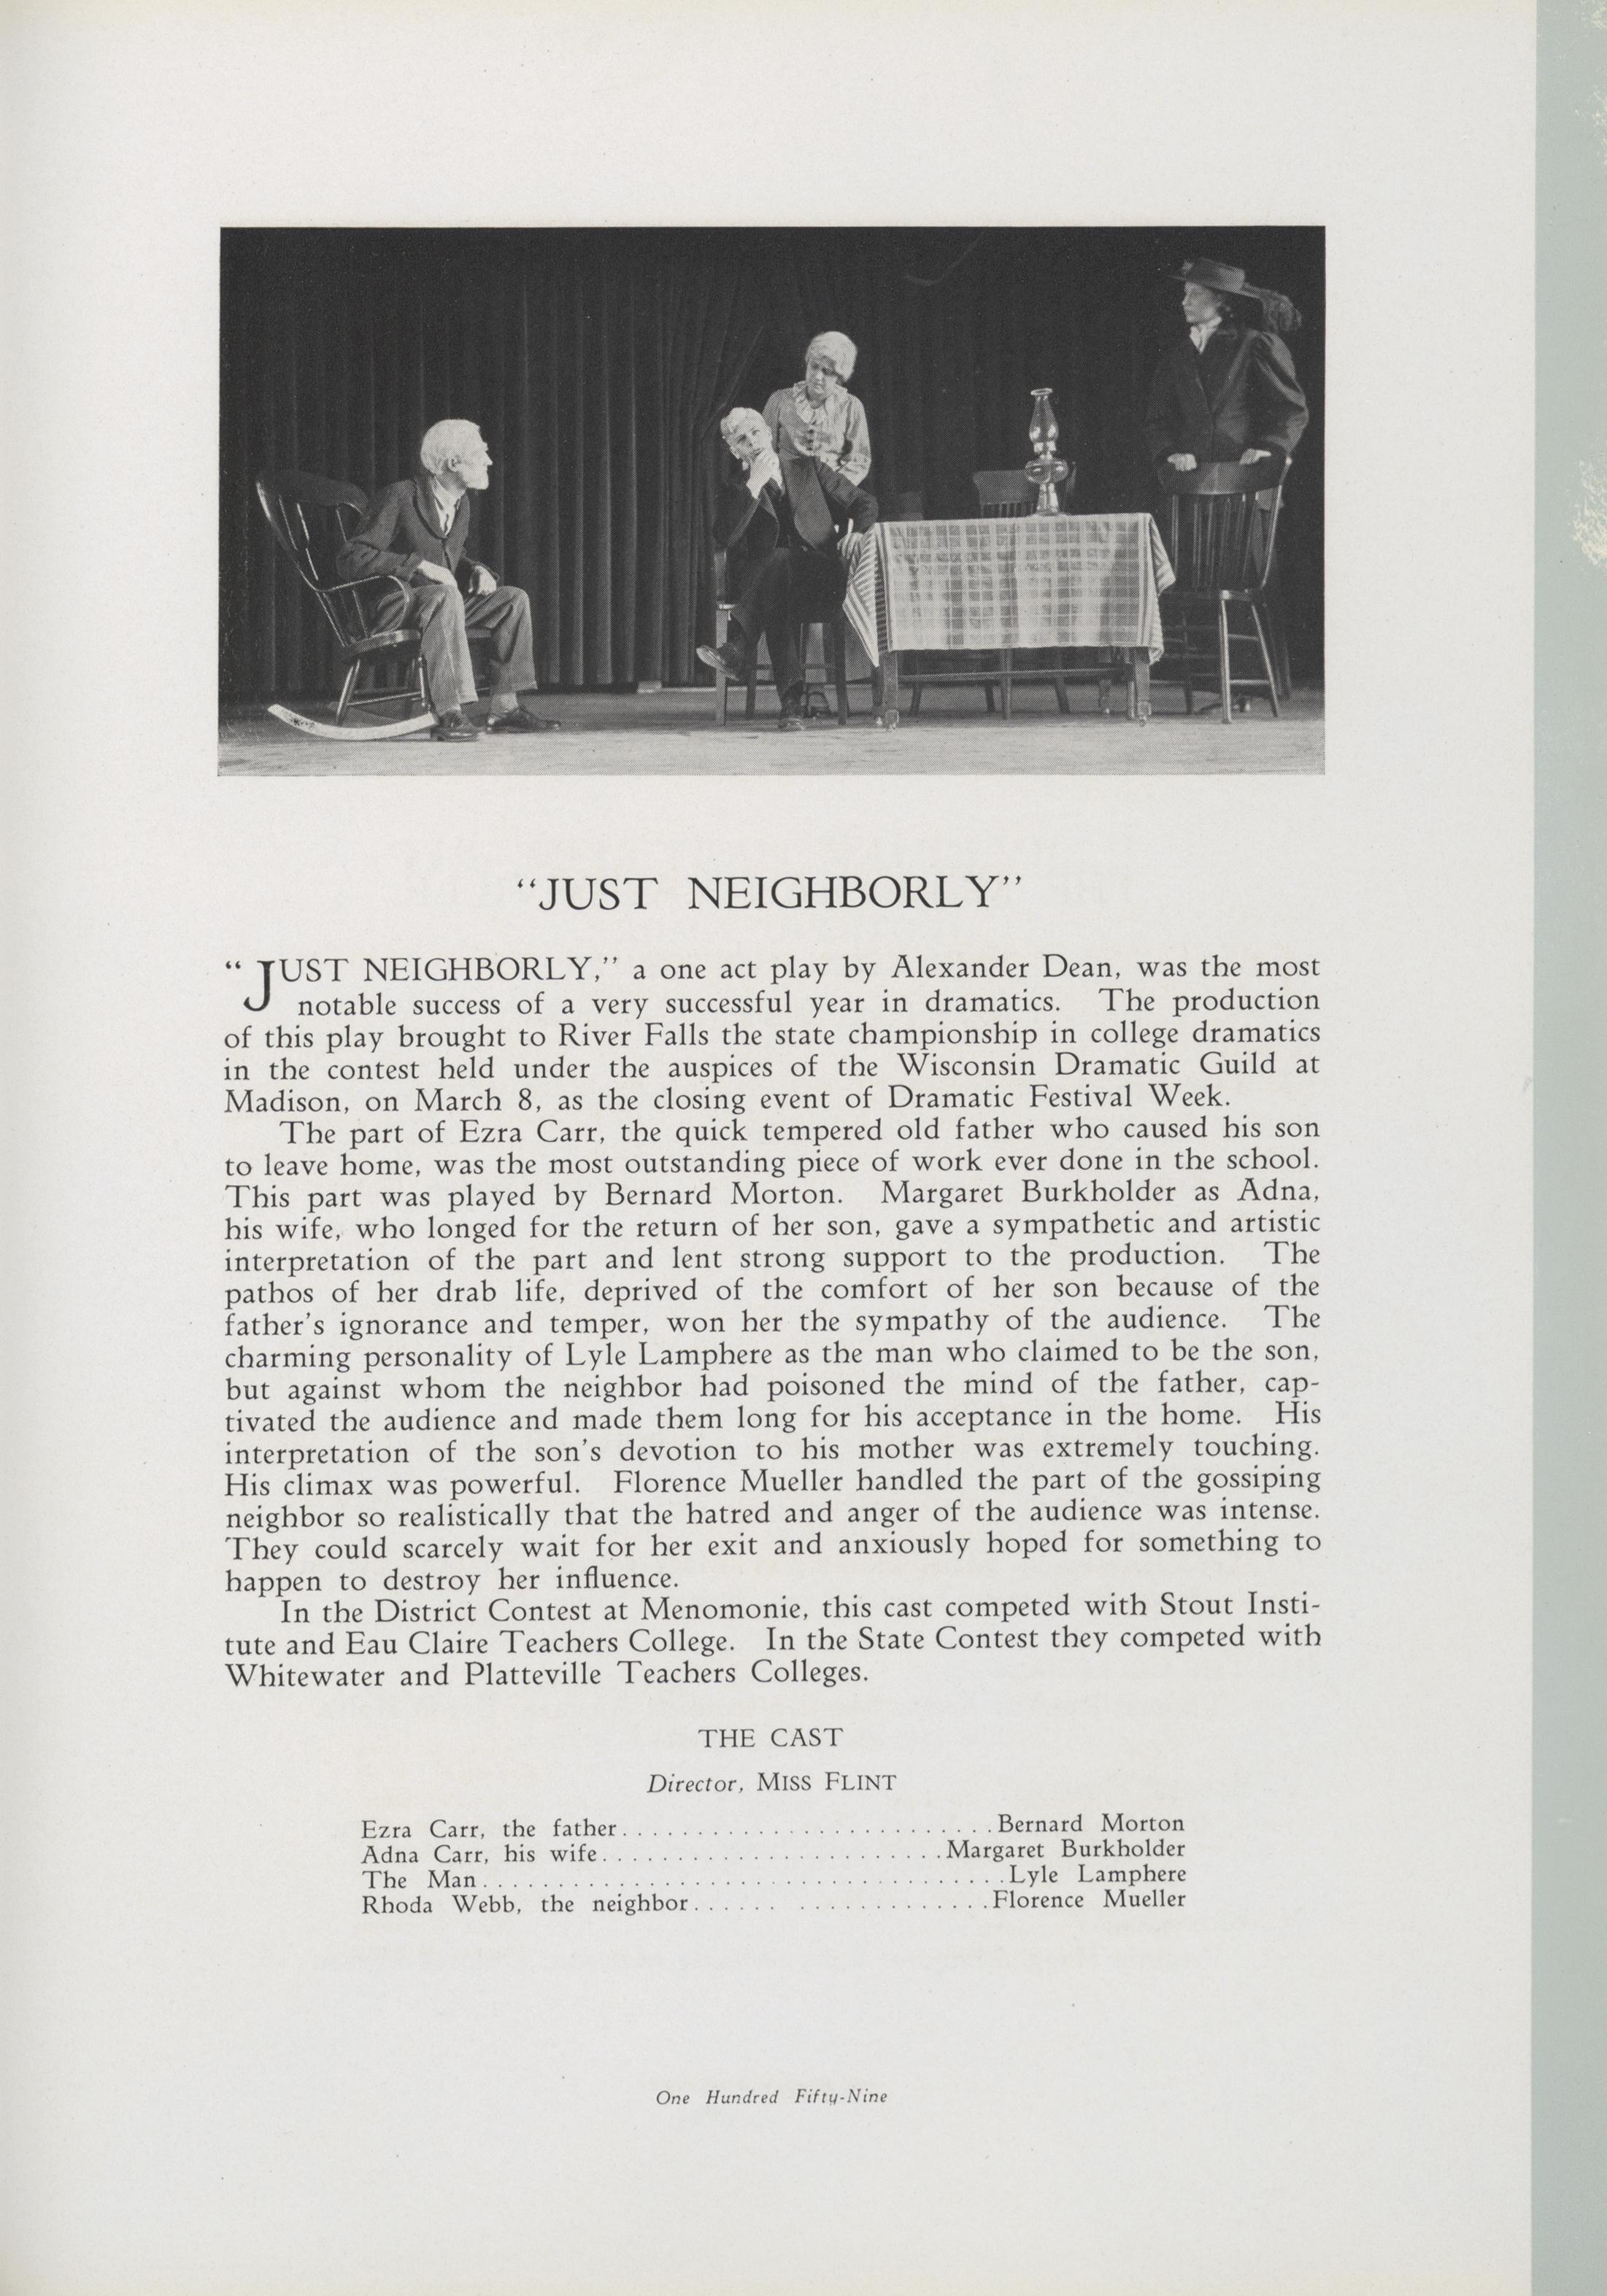 “JUST NEIGHBORLY”
“JUST NEIGHBORLY,” a one act play by Alexander Dean, was the most
notable success of a very successful year in dramatics. The production
of this play brought to River Falls the state championship in college dramatics
in the contest held under the auspices of the Wisconsin Dramatic Guild at
Madison, on March 8, as the closing event of Dramatic Festival Week.
The part of Ezra Carr, the quick tempered old father who caused his son
to leave home, was the most outstanding piece of work ever done in the school.
This part was played by Bernard Morton. Margaret Burkholder as Adna,
his wife, who longed for the return of her son, gave a sympathetic and artistic
interpretation of the part and lent strong support to the production. The
pathos of her drab life, deprived of the comfort of her son because of the
father’s ignorance and temper, won her the sympathy of the audience. The
charming personality of Lyle Lamphere as the man who claimed to be the son,
but against whom the neighbor had poisoned the mind of the father, cap-
tivated the audience and made them long for his acceptance in the home. His
interpretation of the son’s devotion to his mother was extremely touching.
His climax was powerful. Florence Mueller handled the part of the gossiping
neighbor so realistically that the hatred and anger of the audience was intense.
They could scarcely wait for her exit and anxiously hoped for something to
happen to destroy her influence.
In the District Contest at Menomonie, this cast competed with Stout Insti-
tute and Eau Claire Teachers College. In the State Contest they competed with
Whitewater and Platteville Teachers Colleges.
THE CAST
Director, MISS FLINT
Ezra Carr, the father.........................Bernard Morton
Adna Carr, his wife.......................Margaret Burkholder
The Man...................................Lyle Lamphere
Rhoda Webb, the neighbor...... .............Florence Mueller
One Hundred Fifty-Nine